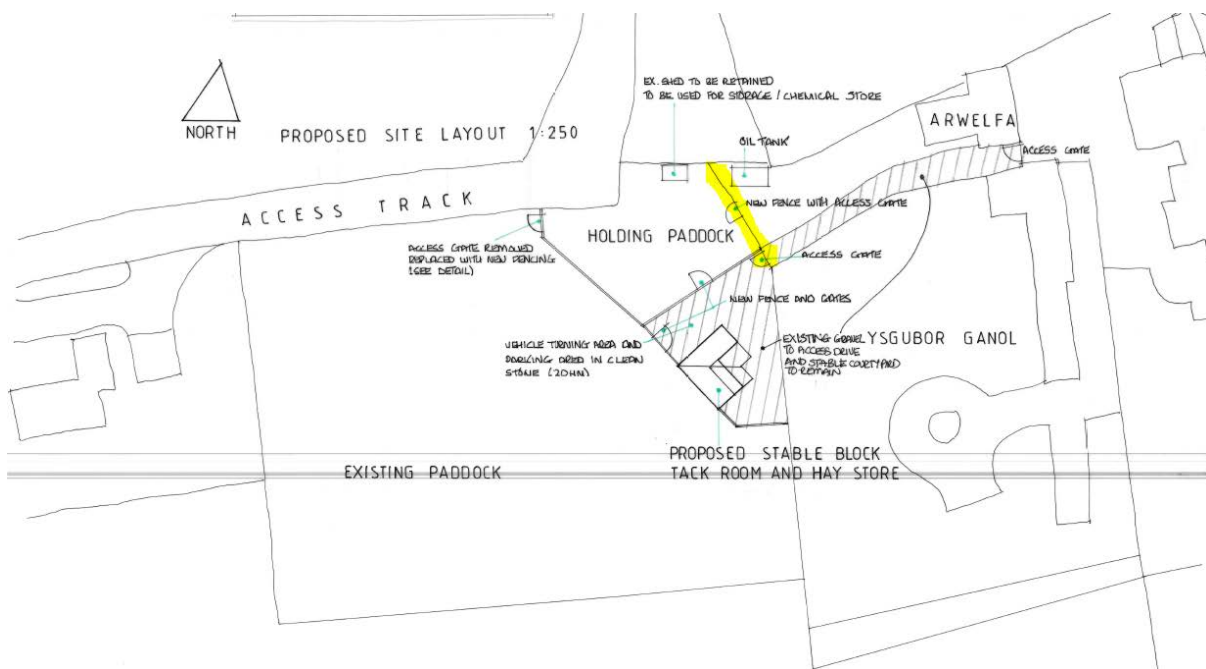 EX. SHED TO BE RETAINED
TO BE USED FOR STORAGE / CHEMICAL STORE
NORTH
PROPOSED SITE LAYOUT 1:250
ARWELFA
OIL TANK
ACCESS GATE
ACCESS TRACK
NEW FENCE WITH ACCESS GATE
HOLDING PADDOCK
ACCESS GATE REMOVED
REPLACED WITH NEW FENCING
(SEE DETAIL)
ACCESS GATE
NEW FENCE AND GATES
VEHICLE TURNING AREA AND
PARKING AREA IN CLEAN
STONE (20MM)
EXISTING GRAVEL
TO ACCESS DRIVE
AND STABLE COURTYARD
TO REMAIN
YSGUBOR GANOL
PROPOSED STABLE BLOCK
TACK ROOM AND HAY STORE
EXISTING PADDOCK